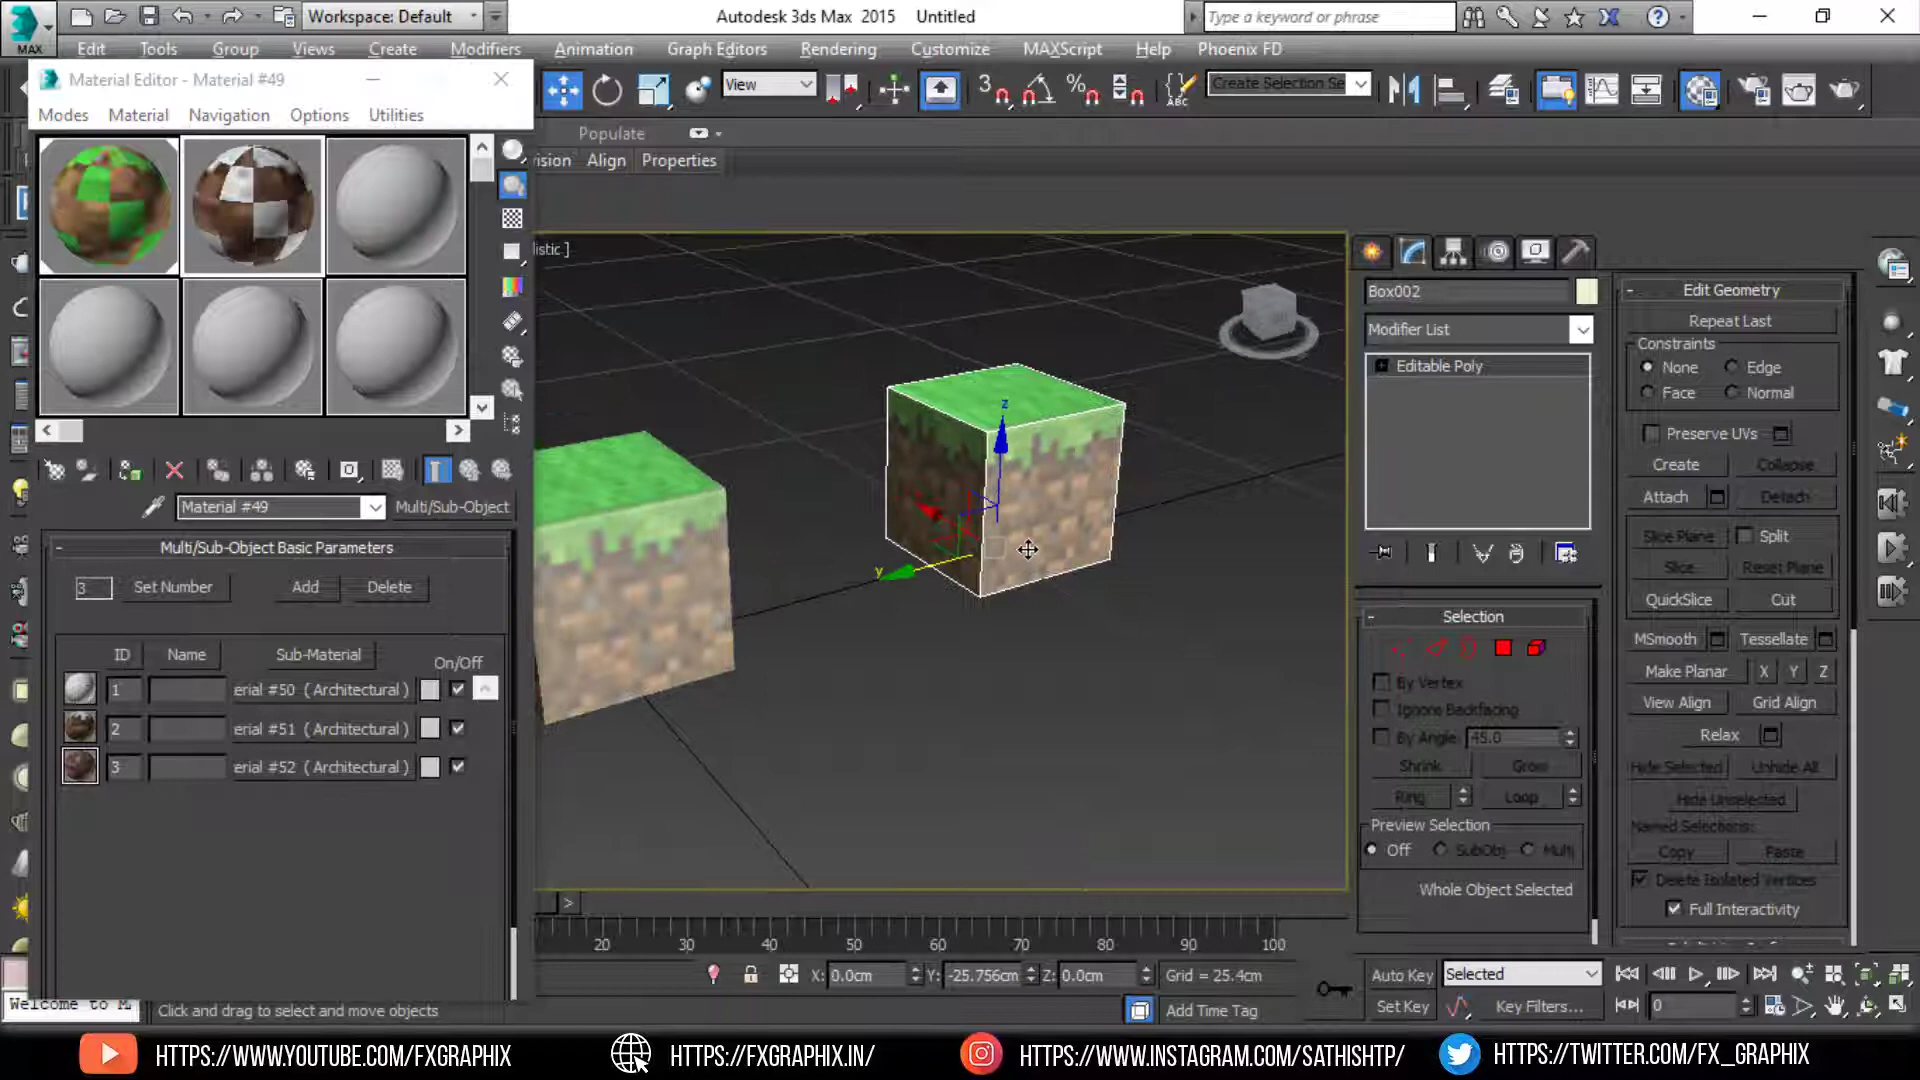 Workspace: Default
Autodesk 3ds Max 2015 Untitled
Type a keyword or phrase
MAX
Edit Tools Group Views Create Modifiers Animation Graph Editors Rendering Customize MAXScript Help Phoenix FD
Material Editor - Material #49
Modes Material Navigation Options Utilities
View
3
ABC
Create Selection Se
Populate
ision Align Properties
listic ]
z
y
Material #49
Multi/Sub-Object
Multi/Sub-Object Basic Parameters
3 Set Number Add Delete
ID Name Sub-Material On/Off
1 erial #50 ( Architectural )
2 erial #51 ( Architectural )
3 erial #52 ( Architectural )
Box002
Modifier List
Editable Poly
Selection
By Vertex
Ignore Backfacing
By Angle: 45.0
Shrink Grow
Ring Loop
Preview Selection
Off SubObj Multi
Whole Object Selected
Edit Geometry
Repeat Last
Constraints
None Edge
Face Normal
Preserve UVs
Create Collapse
Attach Detach
Slice Plane Split
Slice Reset Plane
QuickSlice Cut
MSmooth Tessellate
Make Planar X Y Z
View Align Grid Align
Relax
Hide Selected Unhide All
Hide Unselected
Named Selections:
Copy Paste
Delete Isolated Vertices
Full Interactivity
20 30 40 50 60 70 80 90 100
X: 0.0cm Y: -25.756cm Z: 0.0cm Grid = 25.4cm
Auto Key Selected
Set Key Key Filters... 0
Welcome to M
Click and drag to select and move objects
Add Time Tag
HTTPS://WWW.YOUTUBE.COM/FXGRAPHIX
HTTPS://FXGRAPHIX.IN/
HTTPS://WWW.INSTAGRAM.COM/SATHISHTP/
HTTPS://TWITTER.COM/FX_GRAPHIX